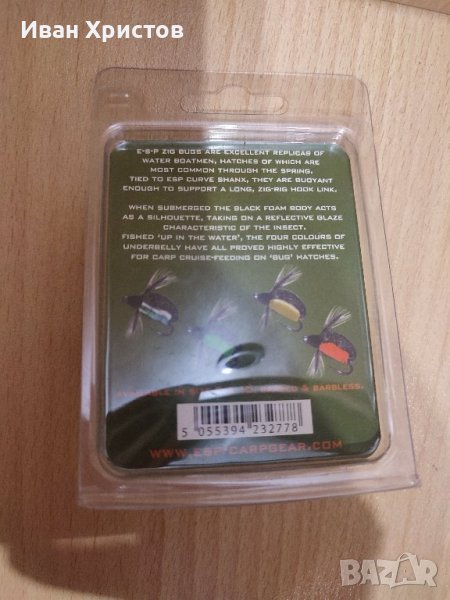 Иван Христов
E-S-P ZIG BUGS ARE EXCELLENT REPLICAS OF
WATER BOATMEN, HATCHES OF WHICH ARE
MOST COMMON THROUGH THE SPRING.
TIED TO ESP CURVE SHANX, THEY ARE BUOYANT
ENOUGH TO SUPPORT A LONG, ZIG-RIG HOOK LINK.
WHEN SUBMERGED THE BLACK FOAM BODY ACTS
AS A SILHOUETTE, TAKING ON A REFLECTIVE GLAZE
CHARACTERISTIC OF THE INSECT.
FISHED 'UP IN THE WATER', THE FOUR COLOURS OF
UNDERBELLY HAVE ALL PROVED HIGHLY EFFECTIVE
FOR CARP CRUISE-FEEDING ON 'BUG' HATCHES.
AVAILABLE IN & BARBLESS.
5 055394 232778
WWW.ESP-CARPGEAR.COM
BAZAR